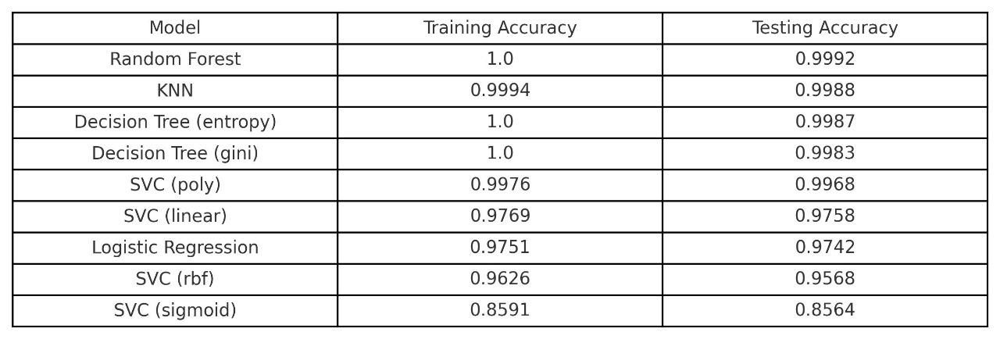 Model Training Accuracy Testing Accuracy
Random Forest 1.0 0.9992
KNN 0.9994 0.9988
Decision Tree (entropy) 1.0 0.9987
Decision Tree (gini) 1.0 0.9983
SVC (poly) 0.9976 0.9968
SVC (linear) 0.9769 0.9758
Logistic Regression 0.9751 0.9742
SVC (rbf) 0.9626 0.9568
SVC (sigmoid) 0.8591 0.8564